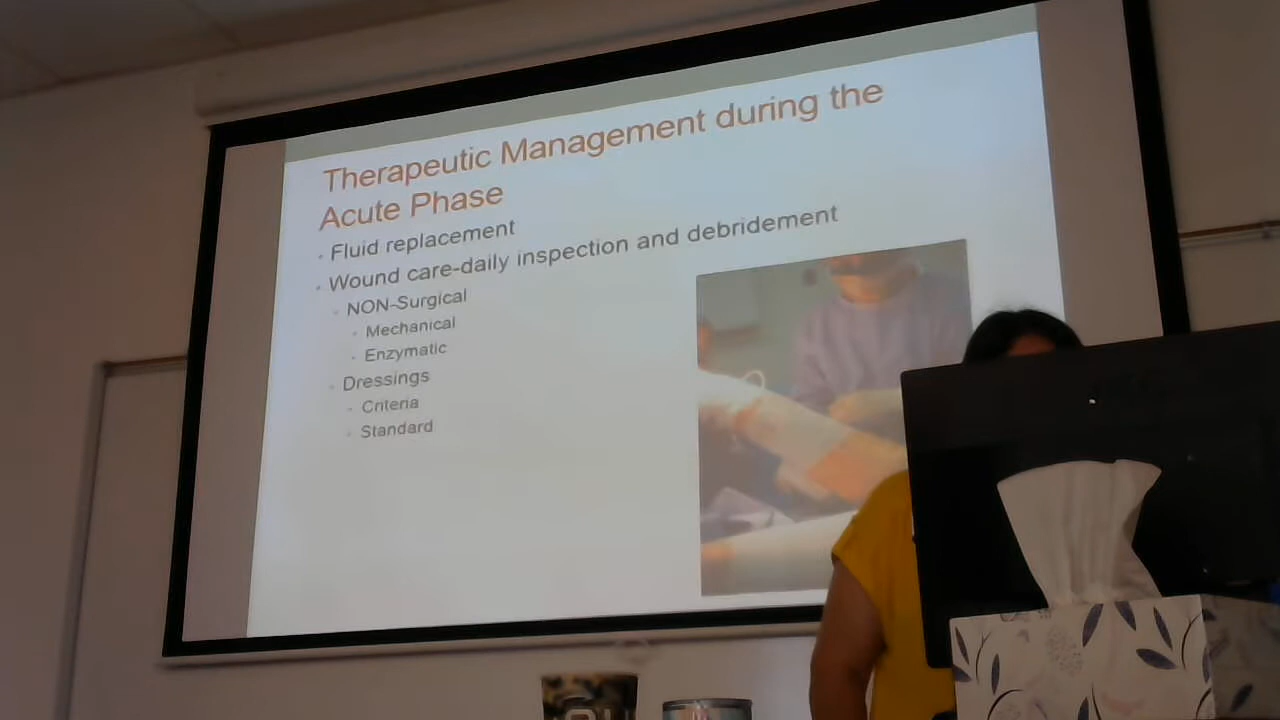 Therapeutic Management during the
Acute Phase
Fluid replacement
Wound care-daily inspection and debridement
NON-Surgical
Mechanical
Enzymatic
Dressings
Criteria
Standard